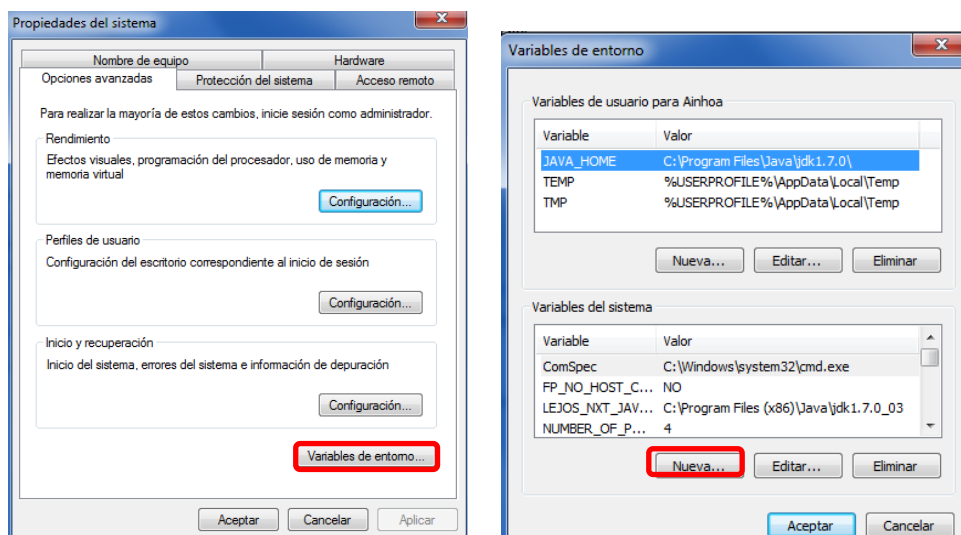 Propiedades del sistema
Nombre de equipo Hardware
Opciones avanzadas Protección del sistema Acceso remoto
Para realizar la mayoría de estos cambios, inicie sesión como administrador.
Rendimiento
Efectos visuales, programación del procesador, uso de memoria y
memoria virtual
Configuración...
Perfiles de usuario
Configuración del escritorio correspondiente al inicio de sesión
Configuración...
Inicio y recuperación
Inicio del sistema, errores del sistema e información de depuración
Configuración...
Variables de entorno...
Aceptar Cancelar Aplicar
Variables de entorno
Variables de usuario para Ainhoa
Variable Valor
JAVA_HOME C:\Program Files\Java\jdk1.7.0\
TEMP %USERPROFILE%\AppData\Local\Temp
TMP %USERPROFILE%\AppData\Local\Temp
Nueva... Editar... Eliminar
Variables del sistema
Variable Valor
ComSpec C:\Windows\system32\cmd.exe
FP_NO_HOST_C... NO
LEJOS_NXT_JAV... C:\Program Files (x86)\Java\jdk1.7.0_03
NUMBER_OF_P... 4
Nueva... Editar... Eliminar
Aceptar Cancelar